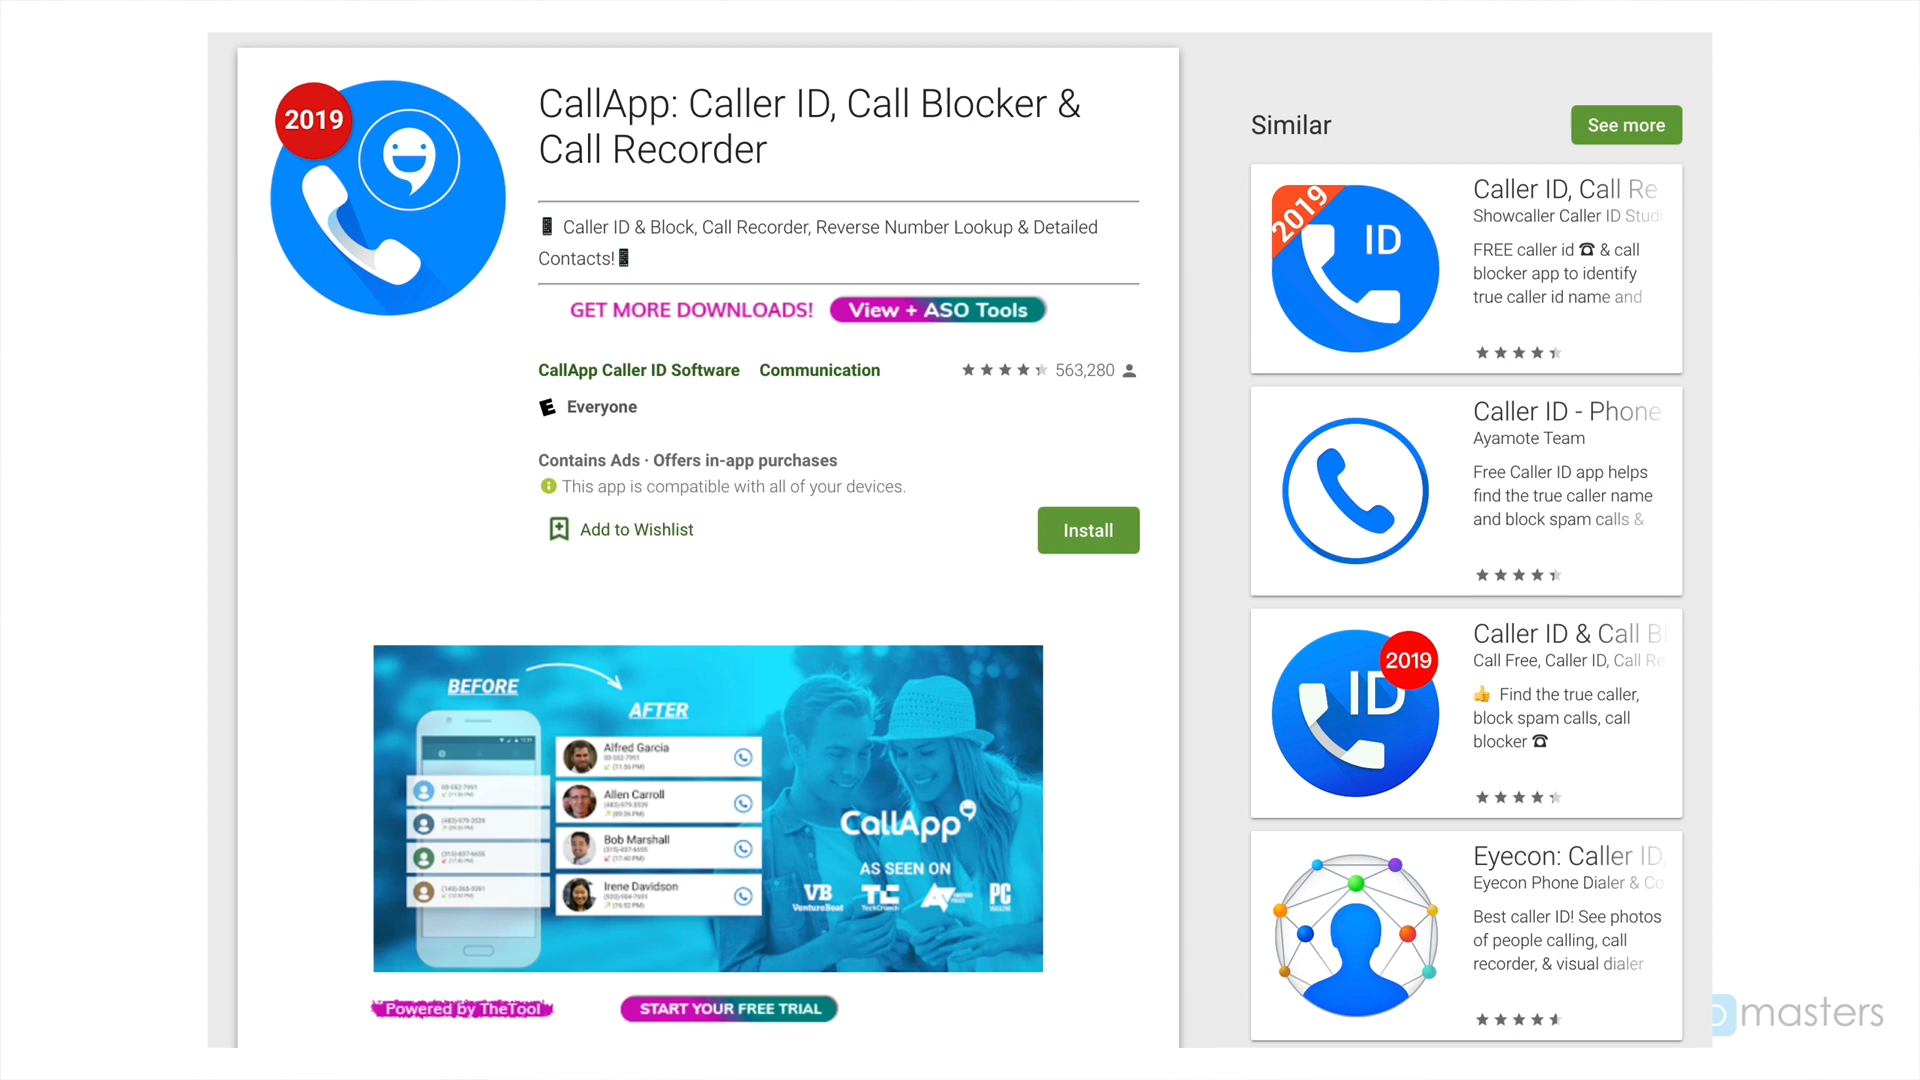 2019
CallApp: Caller ID, Call Blocker &
Call Recorder
Caller ID & Block, Call Recorder, Reverse Number Lookup & Detailed
Contacts!
GET MORE DOWNLOADS! View + ASO Tools
CallApp Caller ID Software Communication 563,280
E Everyone
Contains Ads · Offers in-app purchases
This app is compatible with all of your devices.
Add to Wishlist
Install
BEFORE
AFTER
Alfred Garcia
Allen Carroll
Bob Marshall
Irene Davidson
CallApp
AS SEEN ON
VB
VentureBeat
TechCrunch
PC
Powered by TheTool
START YOUR FREE TRIAL
Similar
See more
2019
ID
Caller ID, Call Re
Showcaller Caller ID Studi
FREE caller id ☎ & call
blocker app to identify
true caller id name and
Caller ID - Phone
Ayamote Team
Free Caller ID app helps
find the true caller name
and block spam calls &
2019
ID
Caller ID & Call Bl
Call Free, Caller ID, Call Re
👍 Find the true caller,
block spam calls, call
blocker ☎
Eyecon: Caller ID,
Eyecon Phone Dialer & Co
Best caller ID! See photos
of people calling, call
recorder, & visual dialer
masters